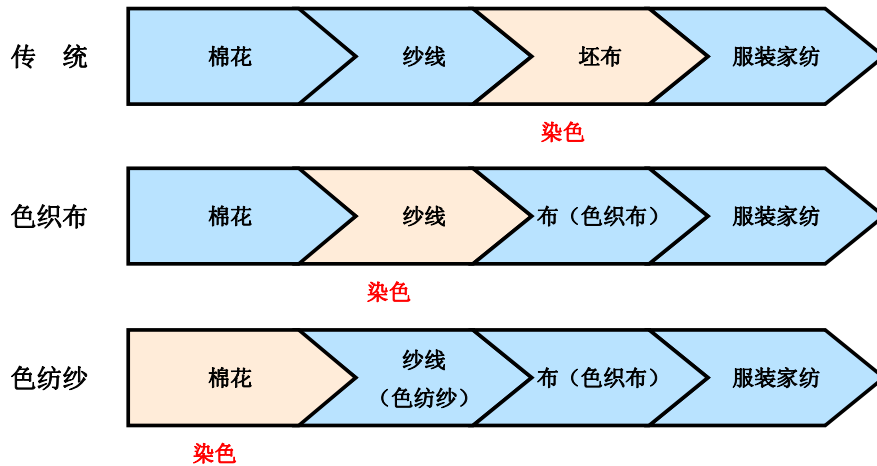 传 统 棉花 纱线 坯布 服装家纺
染色
色织布 棉花 纱线 布（色织布） 服装家纺
染色
色纺纱 棉花 纱线 布（色织布） 服装家纺
（色纺纱）
染色